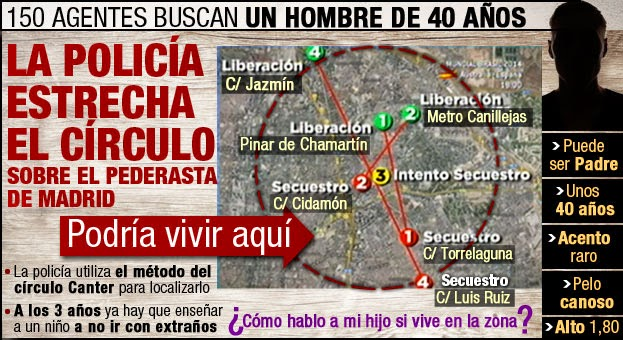 150 AGENTES BUSCAN UN HOMBRE DE 40 AÑOS
LA POLICÍA
ESTRECHA
EL CÍRCULO
SOBRE EL PEDERASTA
DE MADRID
Podría vivir aquí
• La policía utiliza el método del
círculo Canter para localizarlo
• A los 3 años ya hay que enseñar
a un niño a no ir con extraños
4
Liberación
C/ Jazmín
MUNDIAL BRASIL 2014
2
Liberación
Metro Canillejas
1
Liberación
Pinar de Chamartín
3
Intento Secuestro
2
Secuestro
C/ Cidamón
1
Secuestro
C/ Torrelaguna
4
Secuestro
C/ Luis Ruiz
¿Cómo hablo a mi hijo si vive en la zona?
> Puede
ser Padre
> Unos
40 años
> Acento
raro
> Pelo
canoso
> Alto 1,80